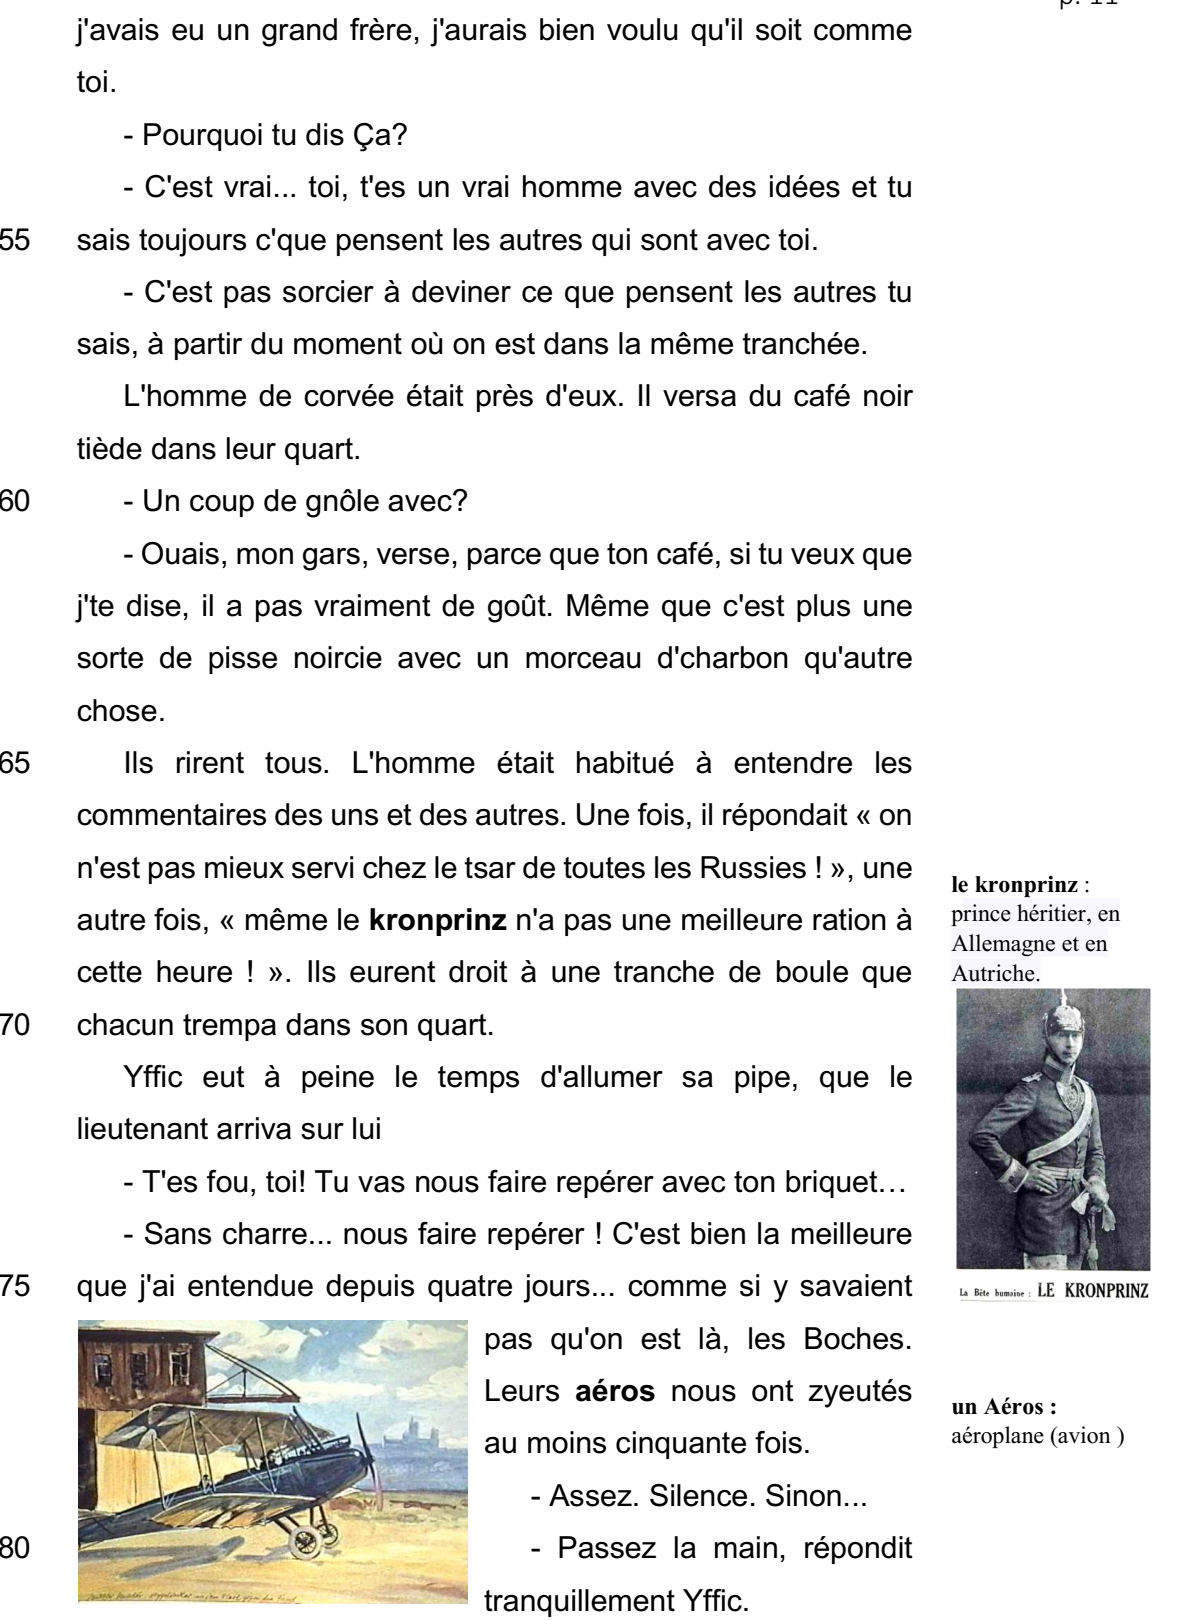 p. 11
j'avais eu un grand frère, j'aurais bien voulu qu'il soit comme
toi.
- Pourquoi tu dis Ça?
- C'est vrai... toi, t'es un vrai homme avec des idées et tu
55 sais toujours c'que pensent les autres qui sont avec toi.
- C'est pas sorcier à deviner ce que pensent les autres tu
sais, à partir du moment où on est dans la même tranchée.
L'homme de corvée était près d'eux. Il versa du café noir
tiède dans leur quart.
60 - Un coup de gnôle avec?
- Ouais, mon gars, verse, parce que ton café, si tu veux que
j'te dise, il a pas vraiment de goût. Même que c'est plus une
sorte de pisse noircie avec un morceau d'charbon qu'autre
chose.
65 Ils rirent tous. L'homme était habitué à entendre les
commentaires des uns et des autres. Une fois, il répondait « on
n'est pas mieux servi chez le tsar de toutes les Russies ! », une
autre fois, « même le kronprinz n'a pas une meilleure ration à
cette heure ! ». Ils eurent droit à une tranche de boule que
70 chacun trempa dans son quart.
Yffic eut à peine le temps d'allumer sa pipe, que le
lieutenant arriva sur lui
- T'es fou, toi! Tu vas nous faire repérer avec ton briquet…
- Sans charre... nous faire repérer ! C'est bien la meilleure
75 que j'ai entendue depuis quatre jours... comme si y savaient
pas qu'on est là, les Boches.
Leurs aéros nous ont zyeutés
au moins cinquante fois.
- Assez. Silence. Sinon...
80 - Passez la main, répondit
tranquillement Yffic.
le kronprinz :
prince héritier, en
Allemagne et en
Autriche.
La Bête humaine : LE KRONPRINZ
un Aéros :
aéroplane (avion )